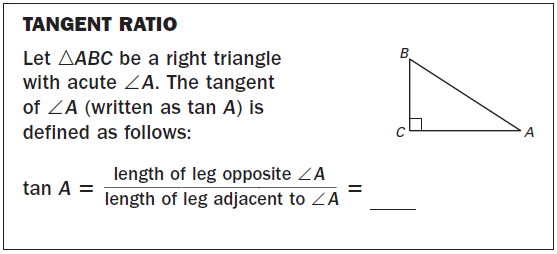 TANGENT RATIO
Let △ABC be a right triangle
with acute ∠A. The tangent
of ∠A (written as tan A) is
defined as follows:
B
C
A
tan A = length of leg opposite ∠A / length of leg adjacent to ∠A = ____